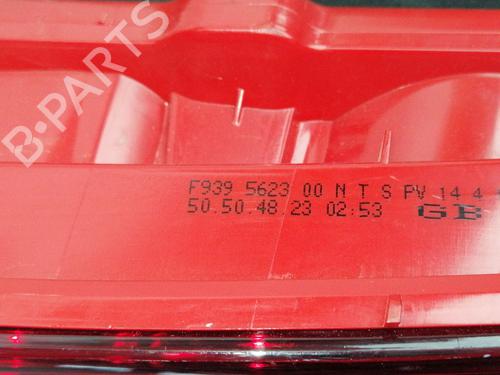 B-PARTS
F939 5623 00 N T S PV 14 4
50.50.48.23 02:53 GB